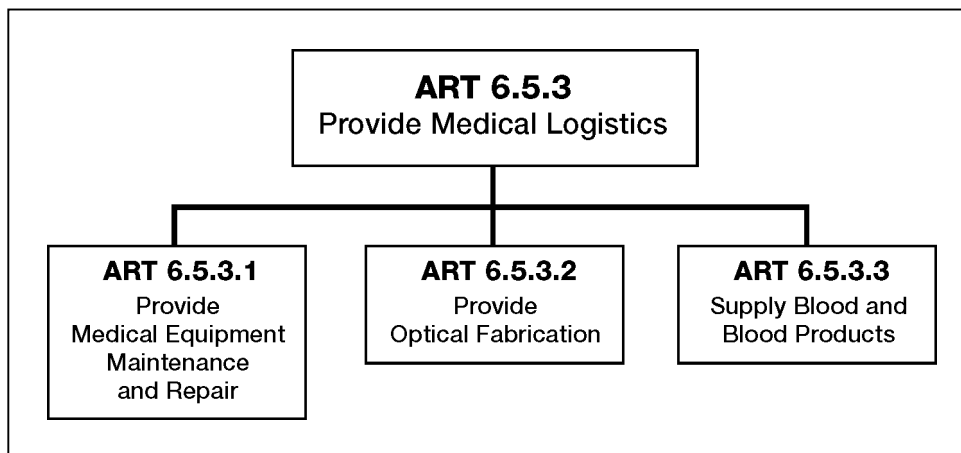 ART 6.5.3
Provide Medical Logistics
ART 6.5.3.1
Provide
Medical Equipment
Maintenance
and Repair
ART 6.5.3.2
Provide
Optical Fabrication
ART 6.5.3.3
Supply Blood and
Blood Products